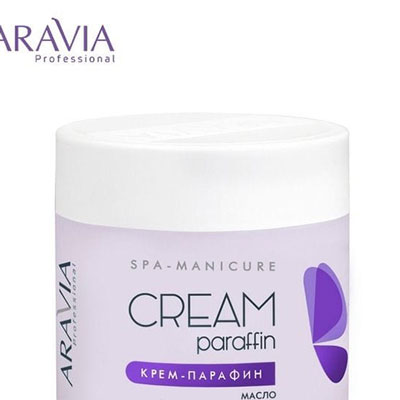 ARAVIA
Professional
SPA-MANICURE
CREAM
paraffin
КРЕМ-ПАРАФИН
МАСЛО
ARAVIA
Professional